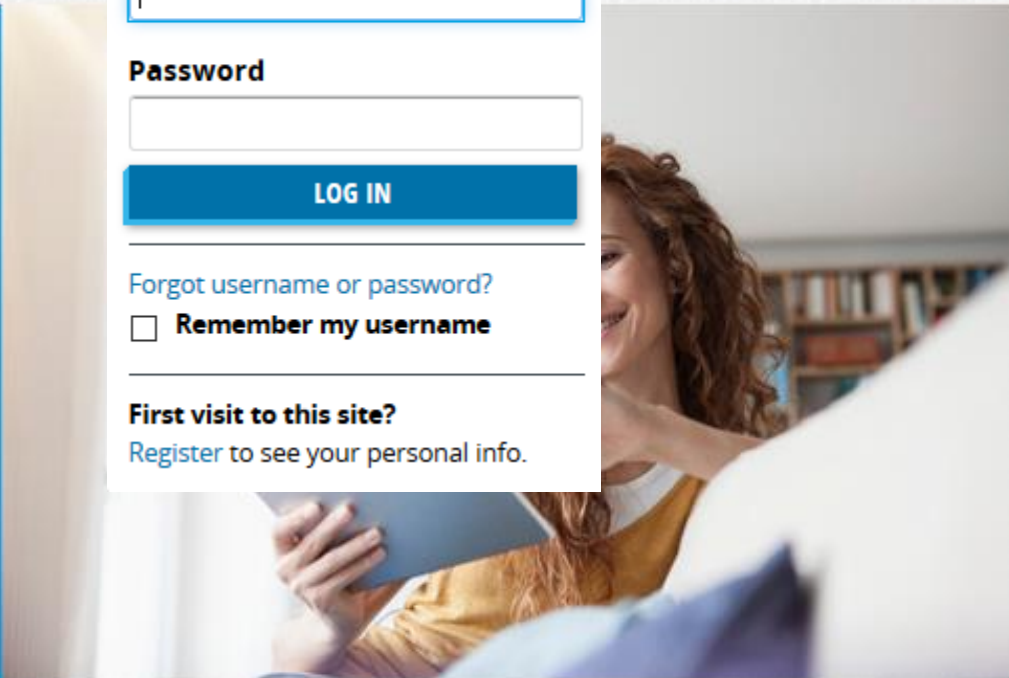 Password
LOG IN
Forgot username or password?
Remember my username
First visit to this site?
Register to see your personal info.